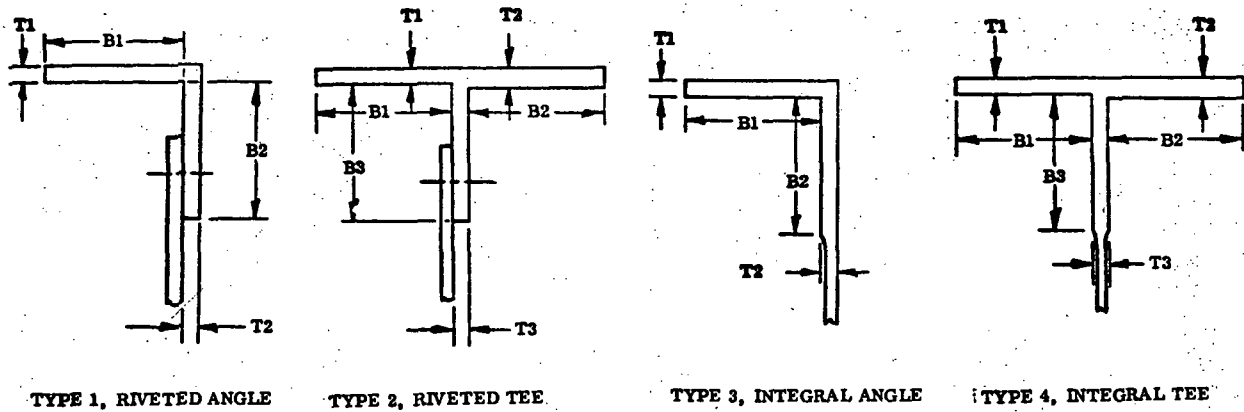 T1
B1
B2
T2
TYPE 1, RIVETED ANGLE
T1
T2
B1
B2
B3
T3
TYPE 2, RIVETED TEE
T1
B1
B2
T2
TYPE 3, INTEGRAL ANGLE
T1
T2
B1
B2
B3
T3
TYPE 4, INTEGRAL TEE